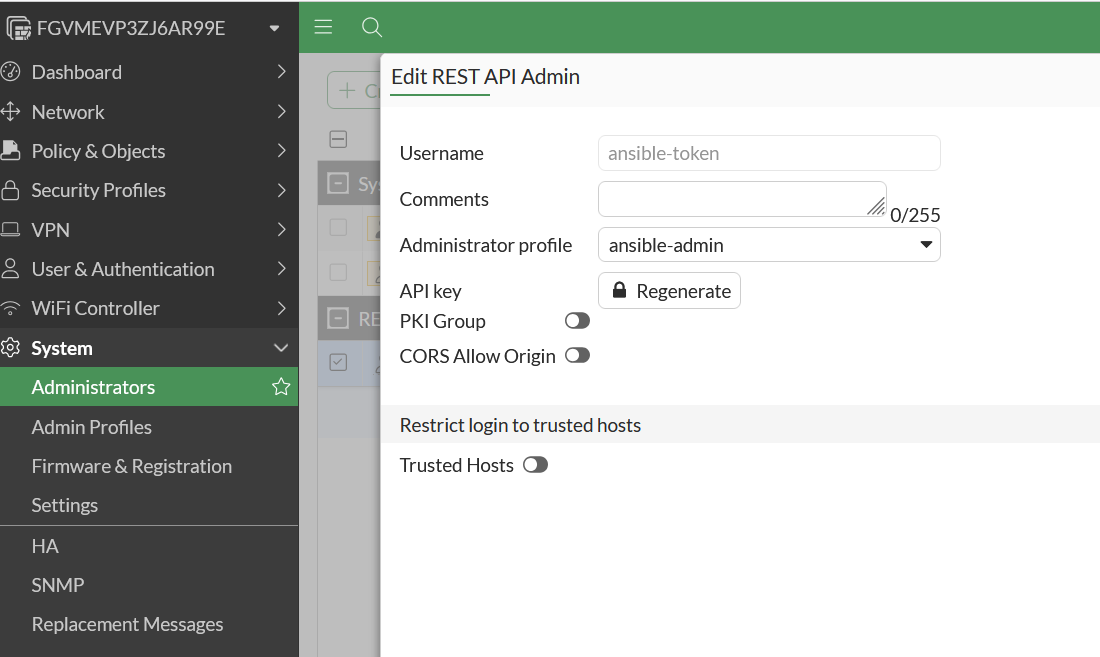 FGVMEVP3ZJ6AR99E
Dashboard
Network
Policy & Objects
Security Profiles
VPN
User & Authentication
WiFi Controller
System
Administrators
Admin Profiles
Firmware & Registration
Settings
HA
SNMP
Replacement Messages
Edit REST API Admin
Username ansible-token
Comments
0/255
Administrator profile ansible-admin
API key Regenerate
PKI Group
CORS Allow Origin
Restrict login to trusted hosts
Trusted Hosts